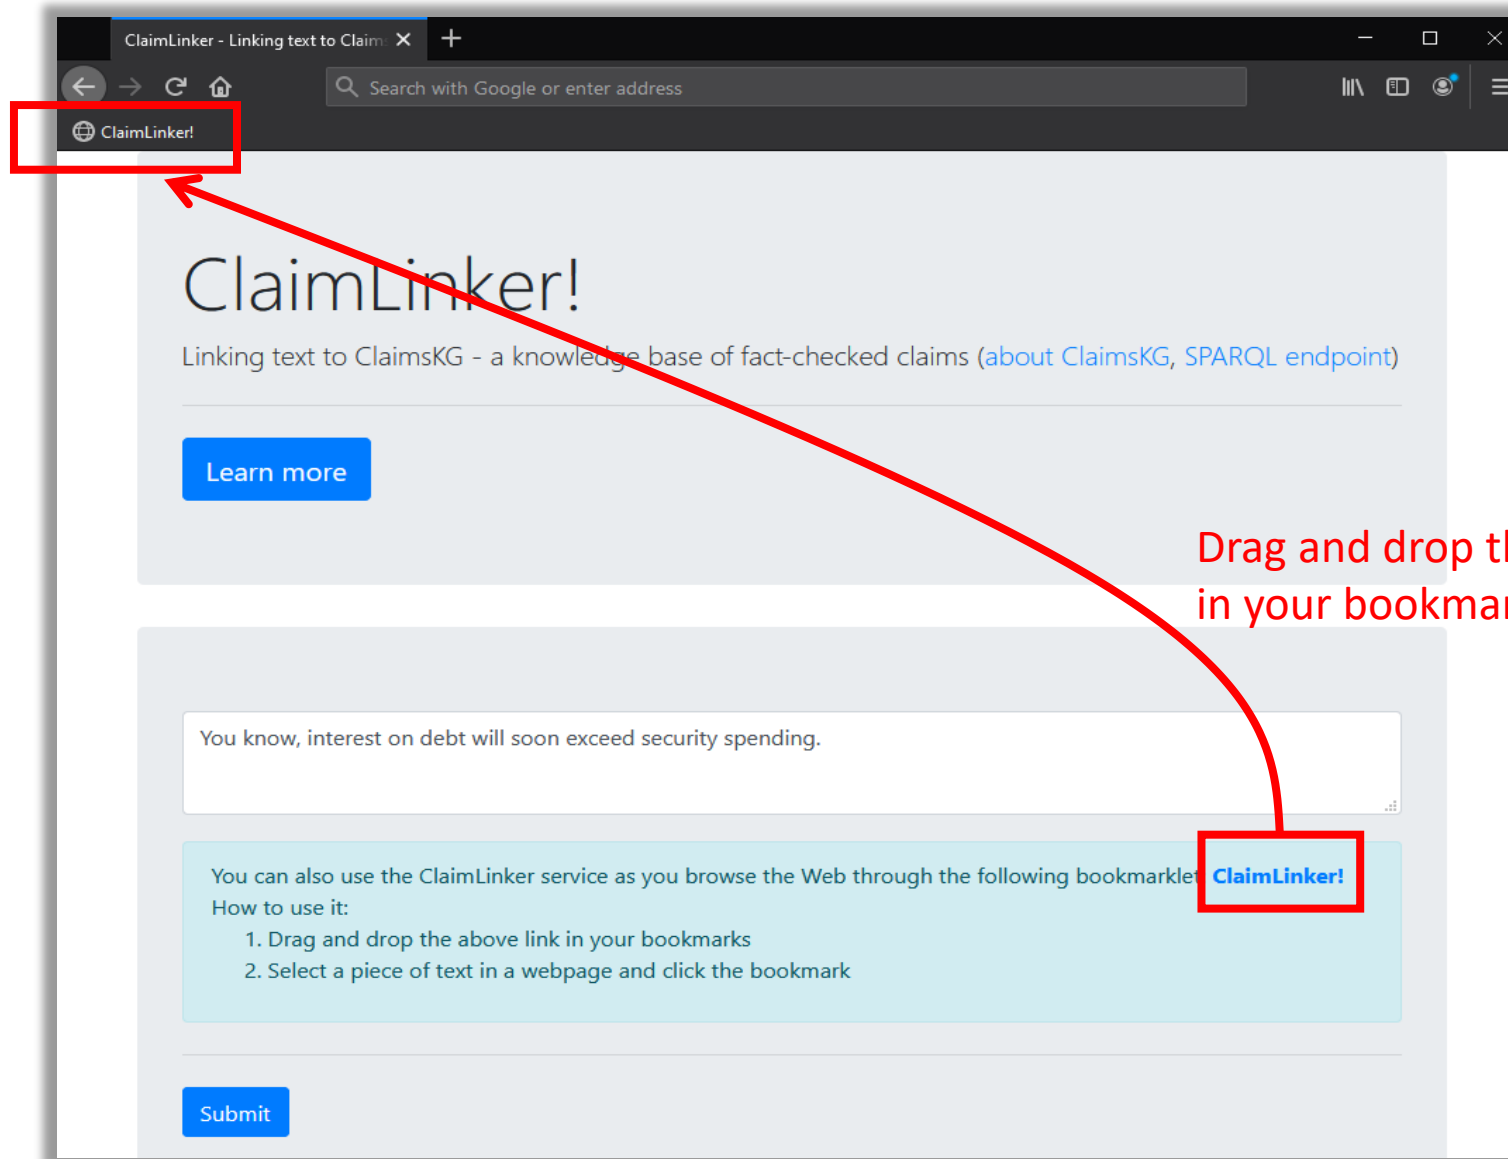 ClaimLinker - Linking text to Claim
Search with Google or enter address
ClaimLinker!
ClaimLinker!
Linking text to ClaimsKG - a knowledge base of fact-checked claims (about ClaimsKG, SPARQL endpoint)
Learn more
Drag and drop
in your
You know, interest on debt will soon exceed security spending.
You can also use the ClaimLinker service as you browse the Web through the following bookmarklet ClaimLinker!
How to use it:
1. Drag and drop the above link in your bookmarks
2. Select a piece of text in a webpage and click the bookmark
Submit